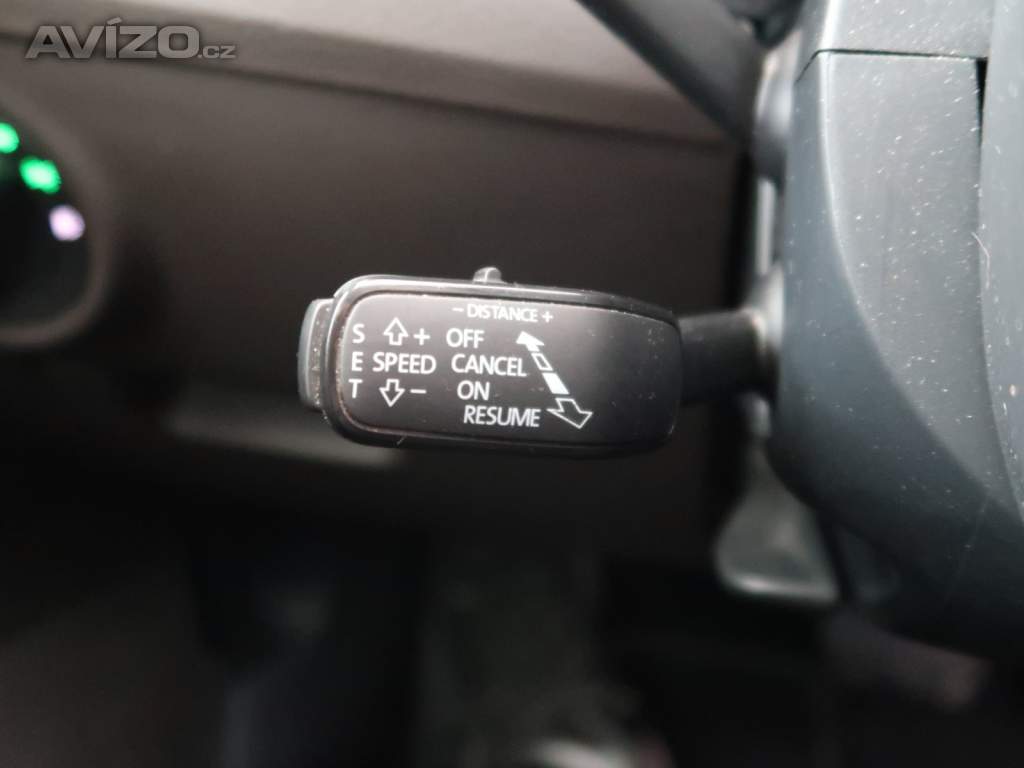 AVÍZO.cz
− DISTANCE +
S + OFF
E SPEED CANCEL
T − ON
RESUME